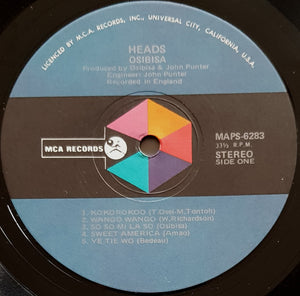 LICENCED BY M.C.A. RECORDS, INC., UNIVERSAL CITY, CALIFORNIA, U.S.A.
HEADS
OSIBISA
Produced by Osibisa & John Punter
Engineer: John Punter
Recorded in England
MCA RECORDS
MAPS-6283
33⅓ R.P.M.
STEREO
SIDE ONE
1. KOKOROKOO (T. Osei-M. Tontoh)
2. WANGO WANGO (W. Richardson)
3. SO SO MI LA SO (Osibisa)
4. SWEET AMERICA (Amao)
5. YE TIE WO (Bedeau)